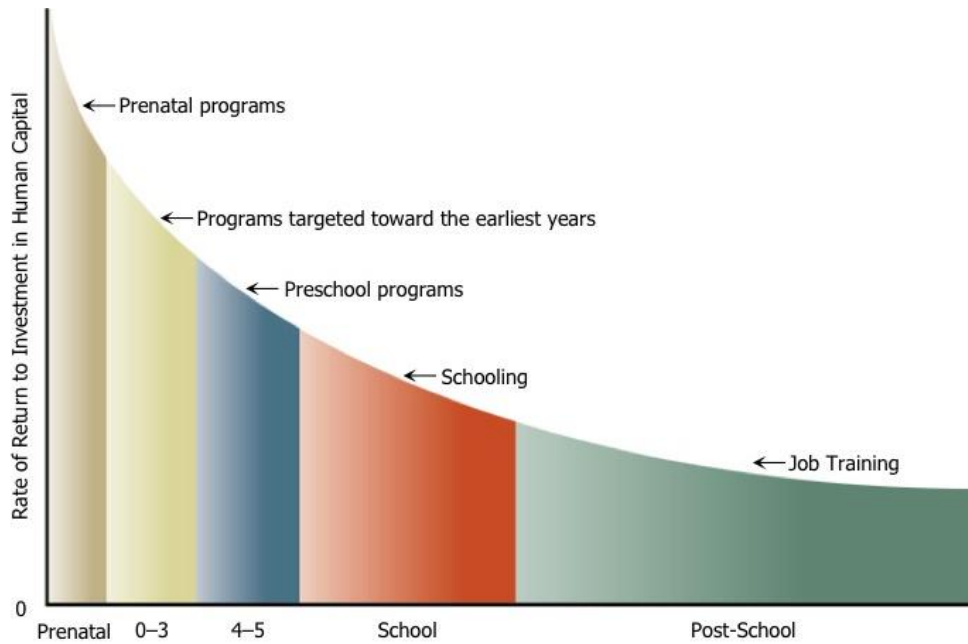 Rate of Return to Investment in Human Capital
Prenatal programs
Programs targeted toward the earliest years
Preschool programs
Schooling
Job Training
0
Prenatal
0–3
4–5
School
Post-School